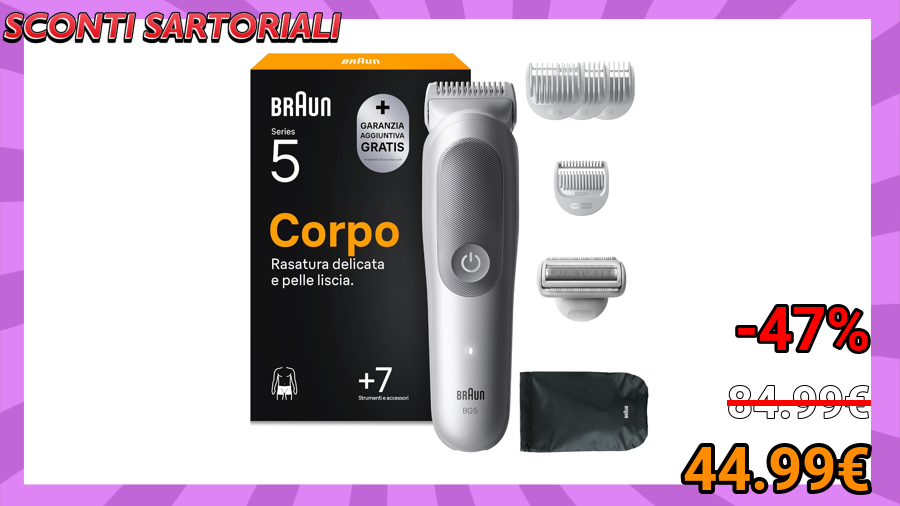 SCONTI SARTORIALI
BRAUN
BRAUN
Series
5
+
GARANZIA
AGGIUNTIVA
GRATIS
Corpo
Rasatura delicata
e pelle liscia.
+7
Strumenti e accessori
BRAUN
BG5
BRAUN
-47%
84.99€
44.99€